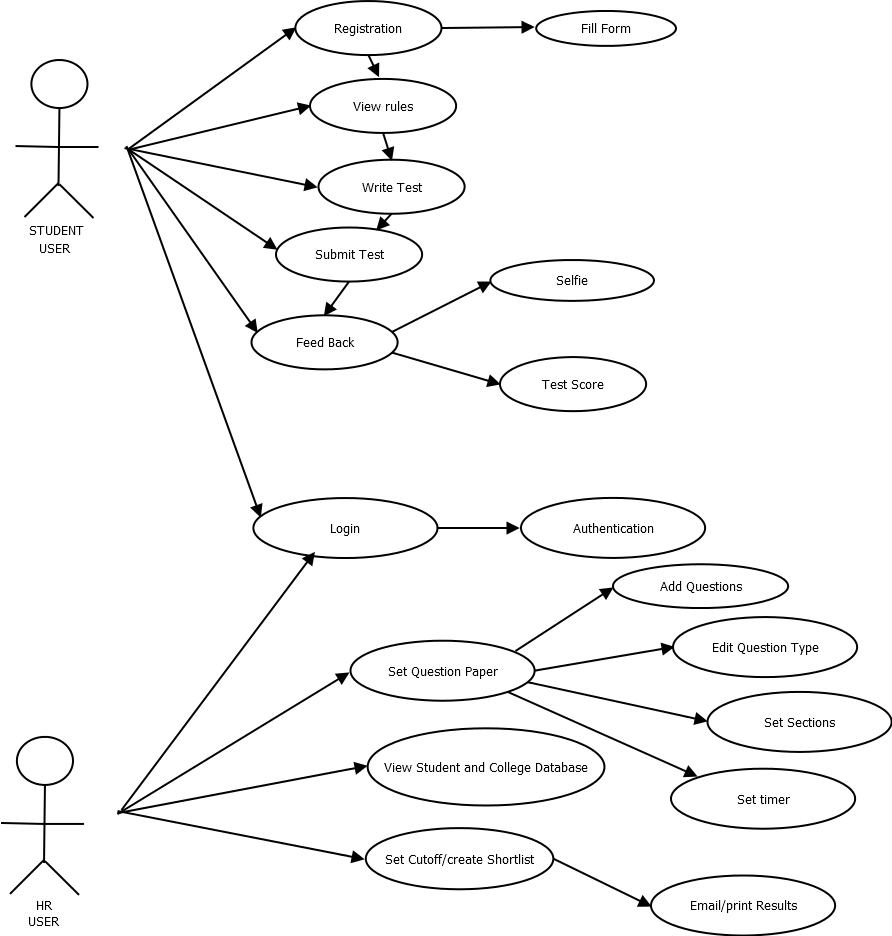 Registration
Fill Form
View rules
Write Test
STUDENT
USER
Submit Test
Selfie
Feed Back
Test Score
Login
Authentication
Add Questions
Edit Question Type
Set Question Paper
Set Sections
View Student and College Database
Set timer
Set Cutoff/create Shortlist
Email/print Results
HR
USER